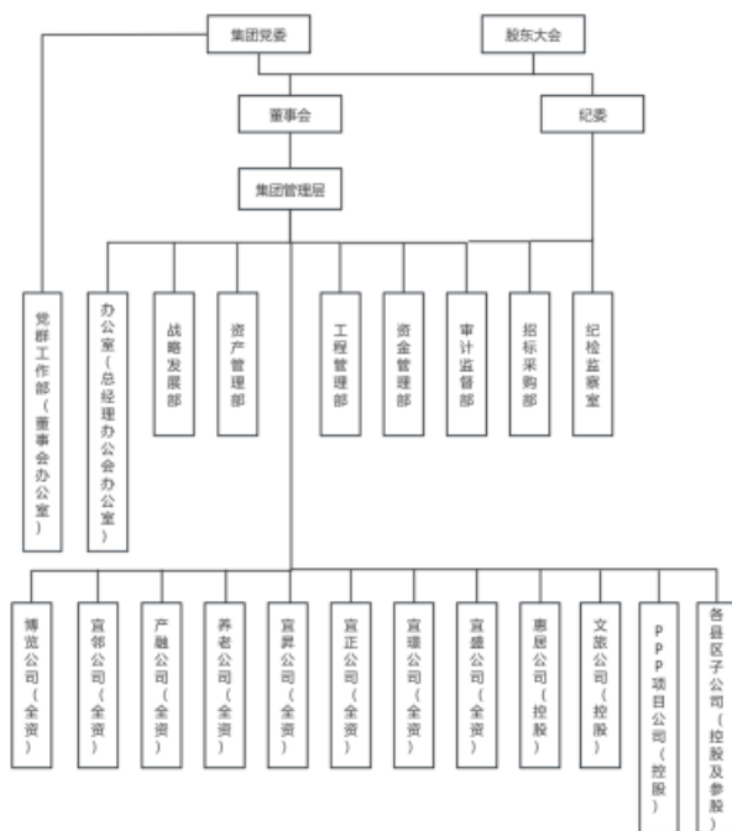 集团党委
股东大会
董事会
纪委
集团管理层
党群工作部(董事会办公室)
办公室(总经理办公会办公室)
战略发展部
资产管理部
工程管理部
资金管理部
审计监督部
招标采购部
纪检监察室
博览公司(全资)
宜邻公司(全资)
产融公司(全资)
养老公司(全资)
宜昇公司(全资)
宜正公司(全资)
宜璟公司(全资)
宜盛公司(全资)
惠居公司(控股)
文旅公司(控股)
PPP项目公司(控股)
各县区子公司(控股及参股)